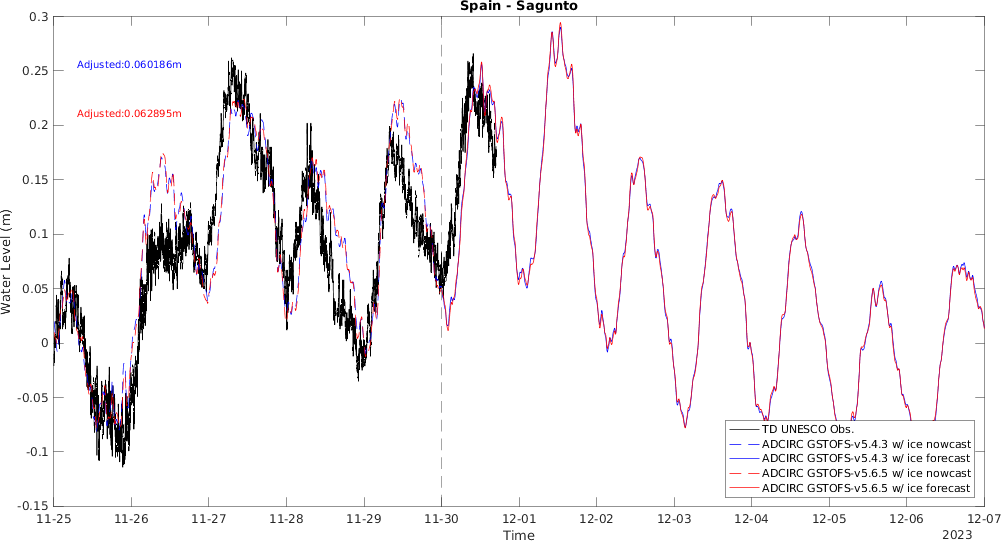 Spain - Sagunto
0.3
0.25
0.2
0.15
0.1
0.05
0
-0.05
-0.1
-0.15
Water Level (m)
Adjusted:0.060186m
Adjusted:0.062895m
TD UNESCO Obs.
ADCIRC GSTOFS-v5.4.3 w/ ice nowcast
ADCIRC GSTOFS-v5.4.3 w/ ice forecast
ADCIRC GSTOFS-v5.6.5 w/ ice nowcast
ADCIRC GSTOFS-v5.6.5 w/ ice forecast
11-25 11-26 11-27 11-28 11-29 11-30 12-01 12-02 12-03 12-04 12-05 12-06 12-07
Time
2023